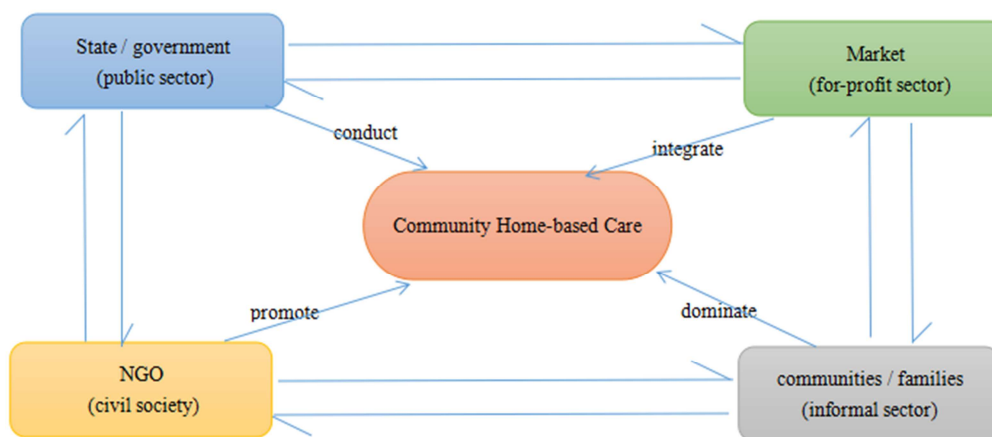 State / government
(public sector)
Market
(for-profit sector)
conduct
integrate
Community Home-based Care
promote
dominate
NGO
(civil society)
communities / families
(informal sector)